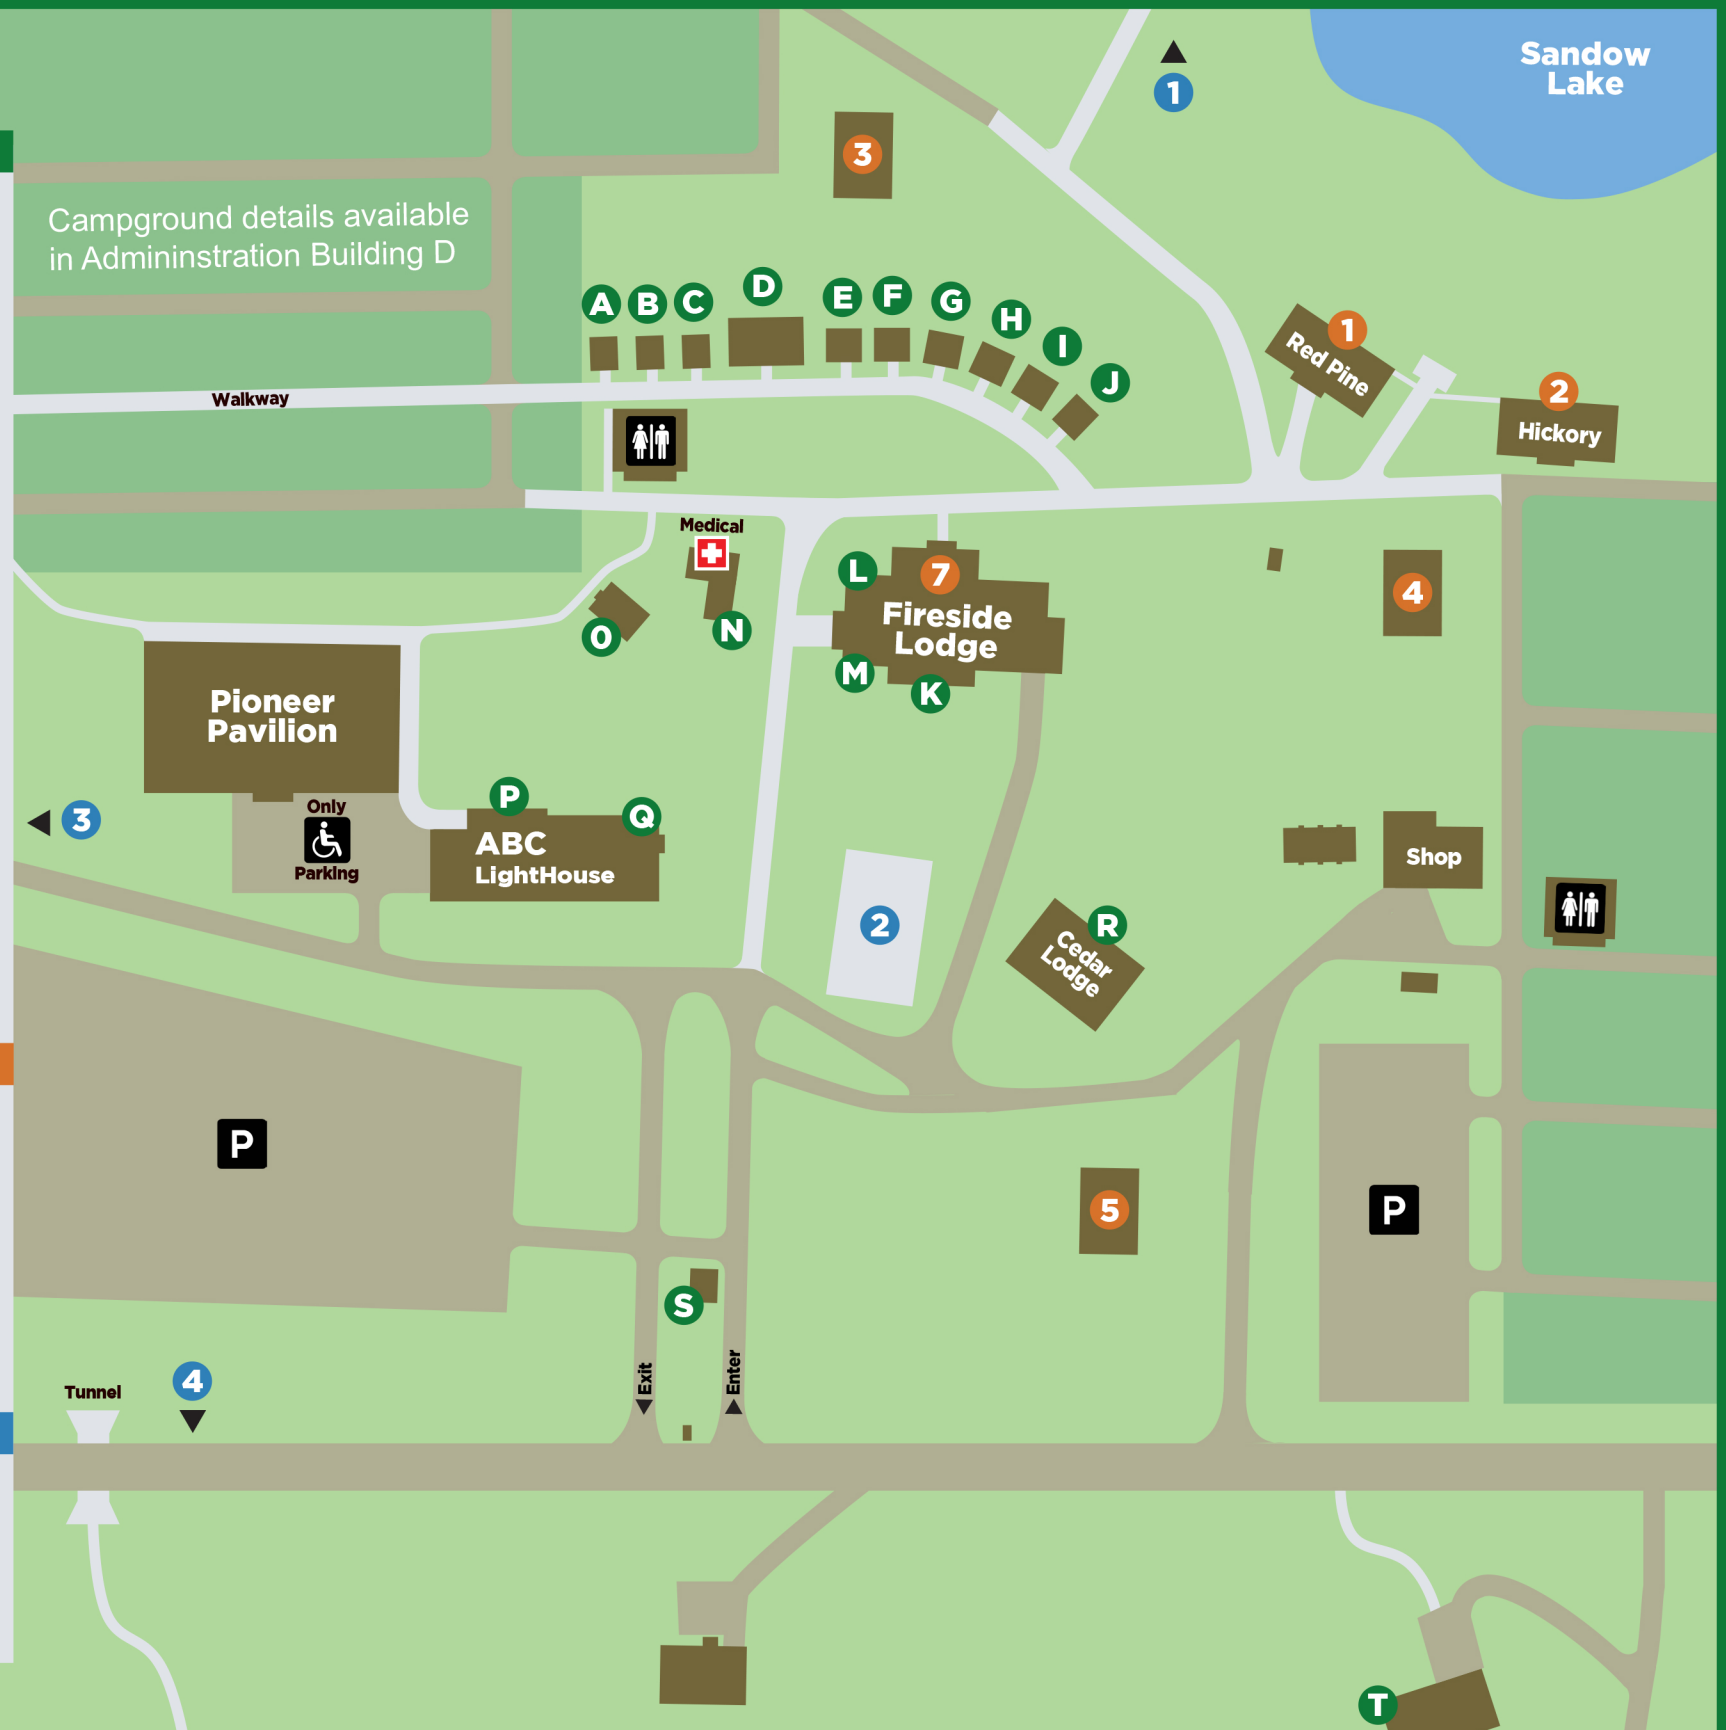 Sandow
Lake
1
3
Campground details available
in Admininstration Building D
A B C D E F G H I J
1
Red Pine
2
Hickory
Walkway
Medical
L
7
Fireside
Lodge
4
O
N
M
K
Pioneer
Pavilion
3
Only
Parking
P
Q
ABC
LightHouse
Shop
2
R
Cedar
Lodge
P
5
P
S
Exit
Enter
4
Tunnel
T